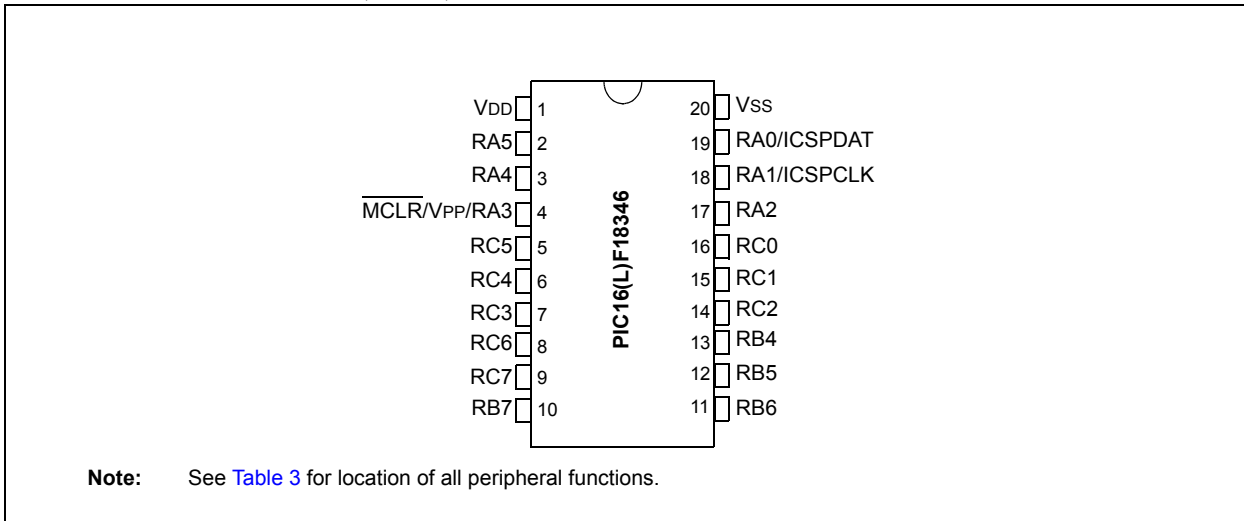 VDD 1 20 VSS
RA5 2 19 RA0/ICSPDAT
RA4 3 18 RA1/ICSPCLK
MCLR/VPP/RA3 4 17 RA2
RC5 5 16 RC0
RC4 6 15 RC1
RC3 7 14 RC2
RC6 8 13 RB4
RC7 9 12 RB5
RB7 10 11 RB6
PIC16(L)F18346
Note: See Table 3 for location of all peripheral functions.